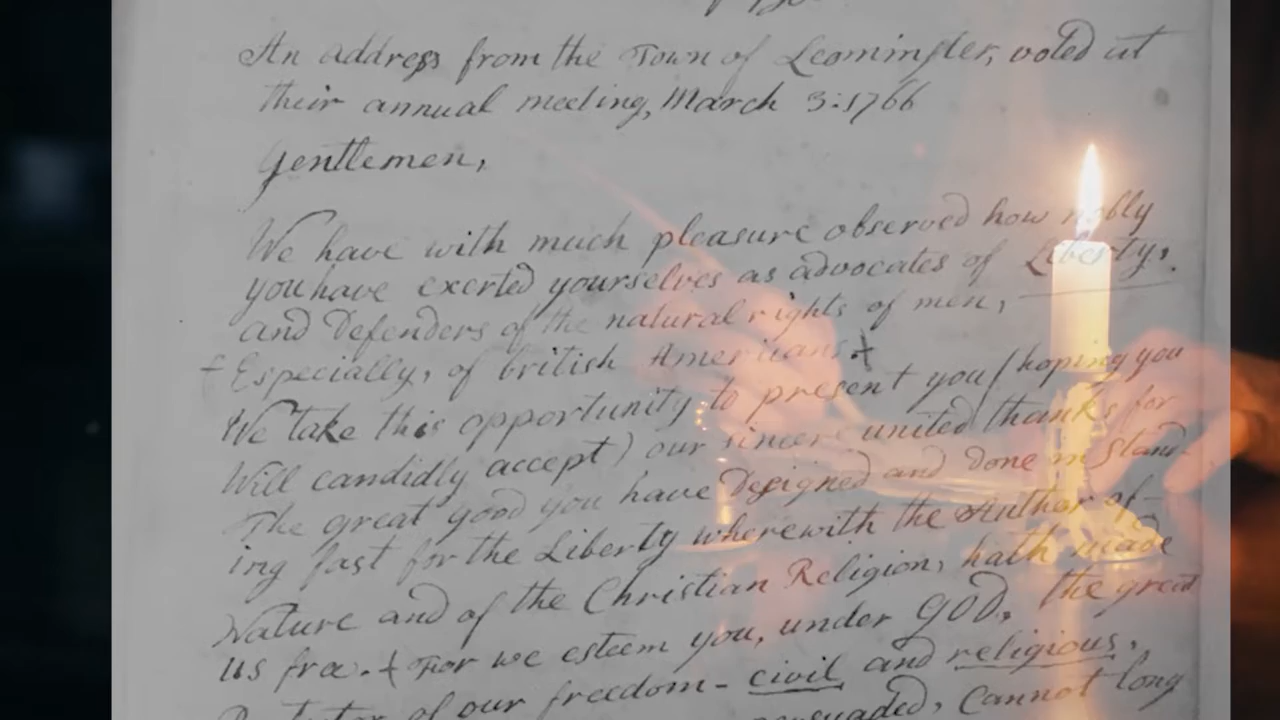 An address from the Town of Leominster, voted at
their annual meeting, March 3:1766
Gentlemen,
We have with much pleasure observed how nobly
you have exerted yourselves as advocates of Liberty,
and Defenders of the natural rights of men,
Especially, of british Americans.
We take this opportunity to present you (hoping you
Will candidly accept) our sincere united thanks for
The great good you have Designed and done in stand-
ing fast for the Liberty wherewith the Author of
Nature and of the Christian Religion, hath made
us free. For we esteem you, under GOD, the great
of our freedom - civil and religious,
persuaded, Cannot long